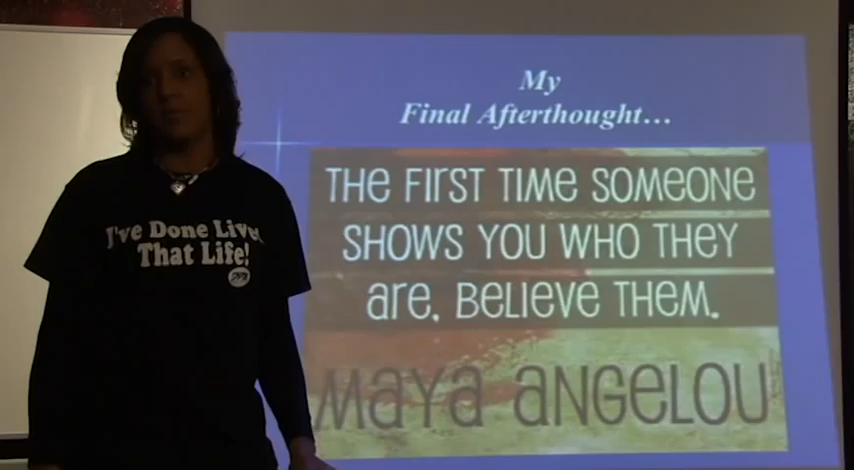 My
Final Afterthought...
THE FIRST TIME SOMEONE
SHOWS YOU WHO THEY
are, BELIEVE THEM.
MAYA ANGELOU
I've Done Live
That Life!